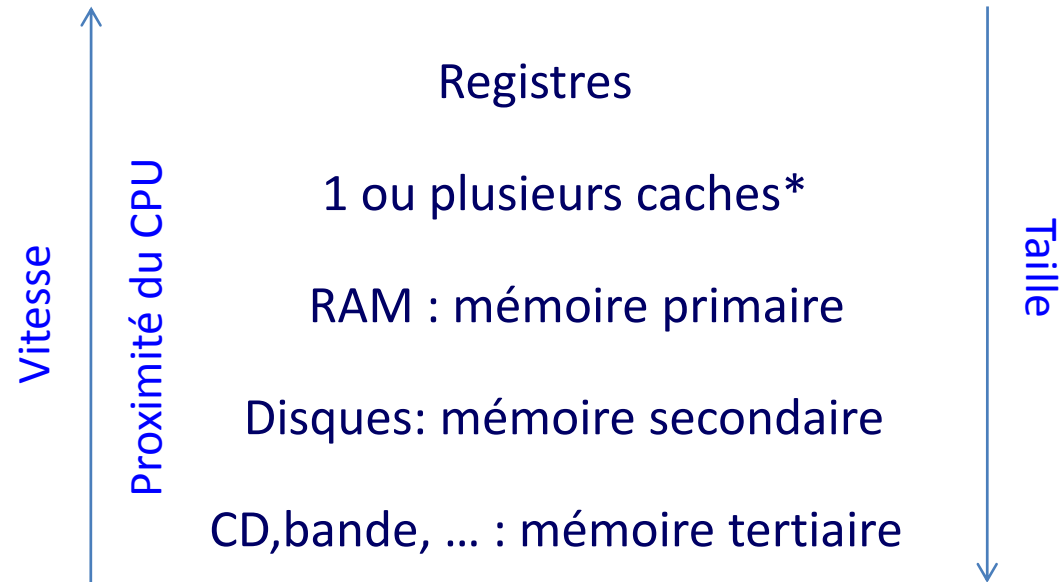 Vitesse
Proximité du CPU
Registres
1 ou plusieurs caches*
RAM : mémoire primaire
Disques: mémoire secondaire
CD,bande, ... : mémoire tertiaire
Taille